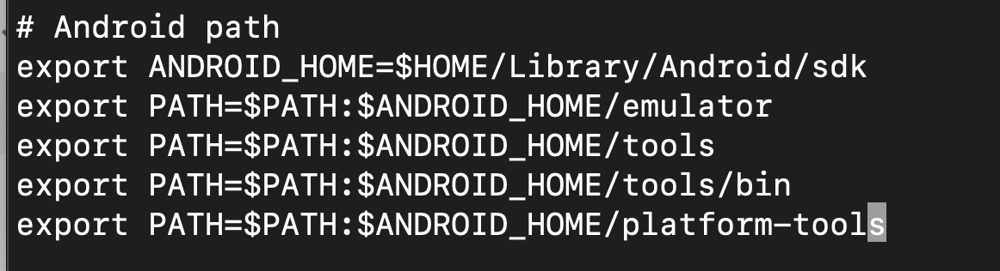 # Android path
export ANDROID_HOME=$HOME/Library/Android/sdk
export PATH=$PATH:$ANDROID_HOME/emulator
export PATH=$PATH:$ANDROID_HOME/tools
export PATH=$PATH:$ANDROID_HOME/tools/bin
export PATH=$PATH:$ANDROID_HOME/platform-tools